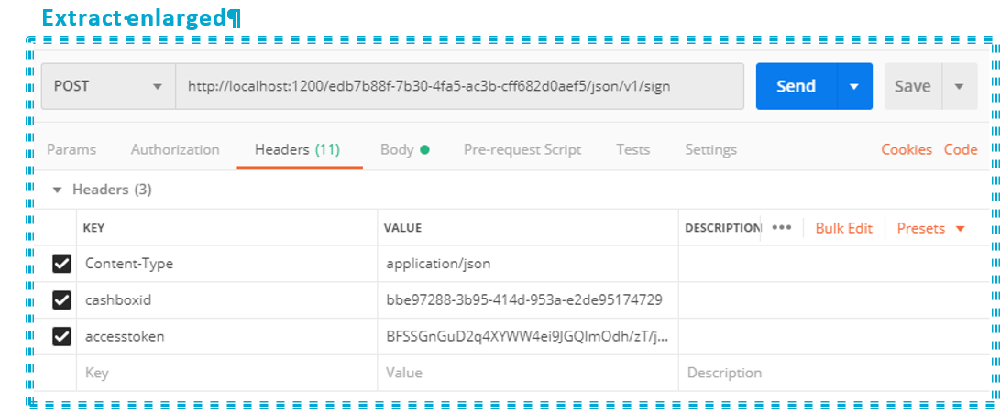 Extract·enlarged¶
POST http://localhost:1200/edb7b88f-7b30-4fa5-ac3b-cff682d0aef5/json/v1/sign Send Save
Params Authorization Headers (11) Body Pre-request Script Tests Settings Cookies Code
Headers (3)
KEY VALUE DESCRIPTION ••• Bulk Edit Presets
Content-Type application/json
cashboxid bbe97288-3b95-414d-953a-e2de95174729
accesstoken BFSSGnGuD2q4XYWW4ei9JGQlmOdh/zT/j...
Key Value Description